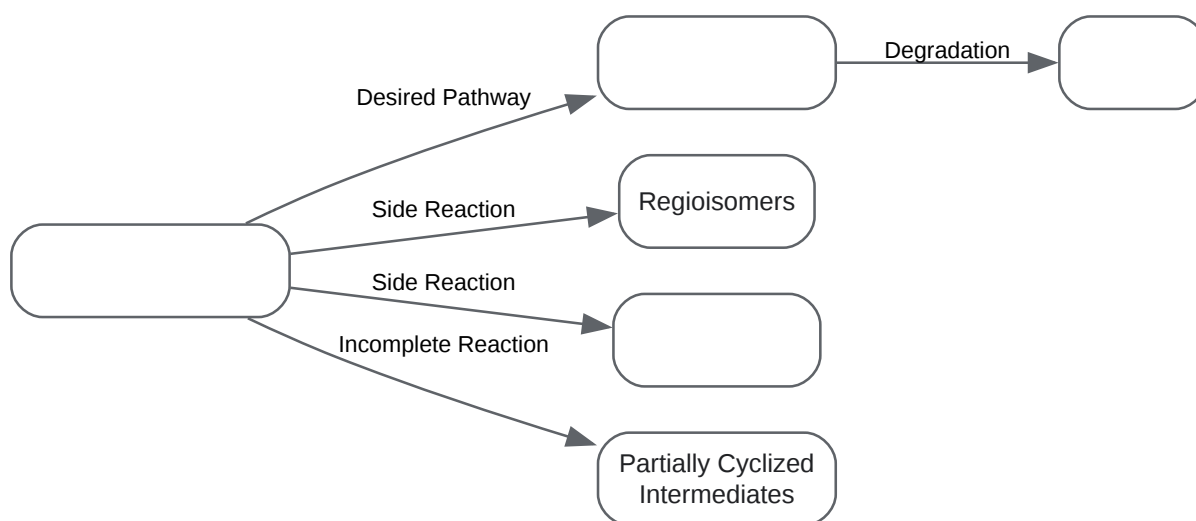 Degradation
Desired Pathway
Regioisomers
Side Reaction
Side Reaction
Incomplete Reaction
Partially Cyclized
Intermediates